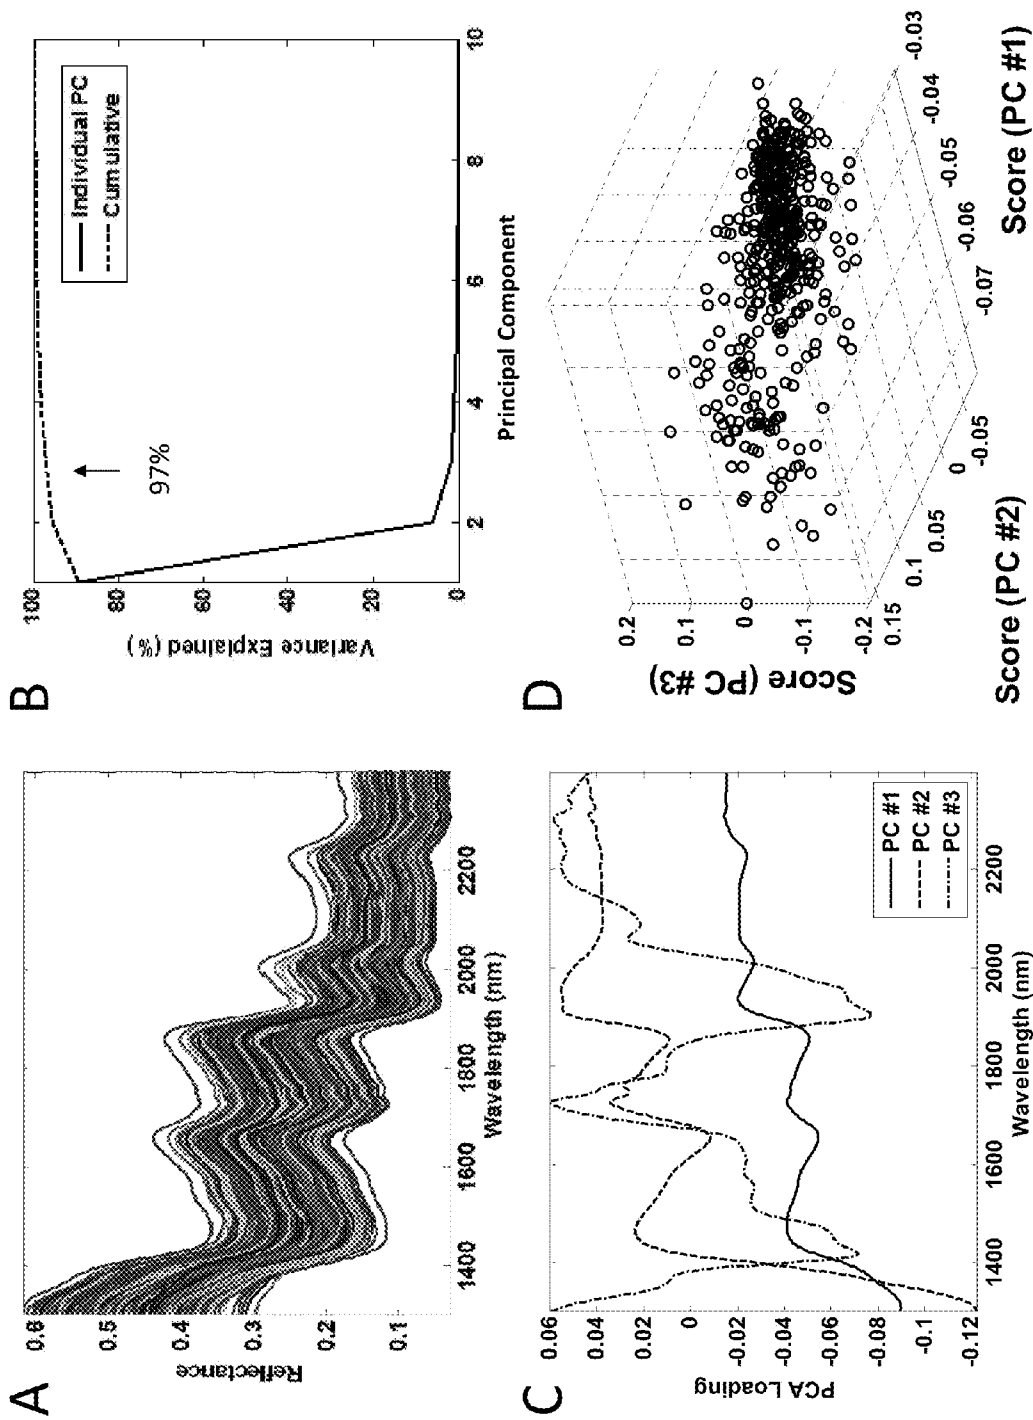 A
Reflectance
0.6
0.5
0.4
0.3
0.2
0.1
1400
1600
1800
2000
2200
Wavelength (nm)
B
Variance Explained (%)
100
80
60
40
20
0
2
4
6
8
10
Principal Component
97%
Individual PC
Cumulative
C
PCA Loading
0.06
0.04
0.02
0
-0.02
-0.04
-0.06
-0.08
-0.1
-0.12
1400
1600
1800
2000
2200
Wavelength (nm)
PC #1
PC #2
PC #3
D
Score (PC #3)
0.2
0.1
0
-0.1
-0.2
0.15
0.1
0.05
0
-0.05
Score (PC #2)
-0.07
-0.06
-0.05
-0.04
-0.03
Score (PC #1)